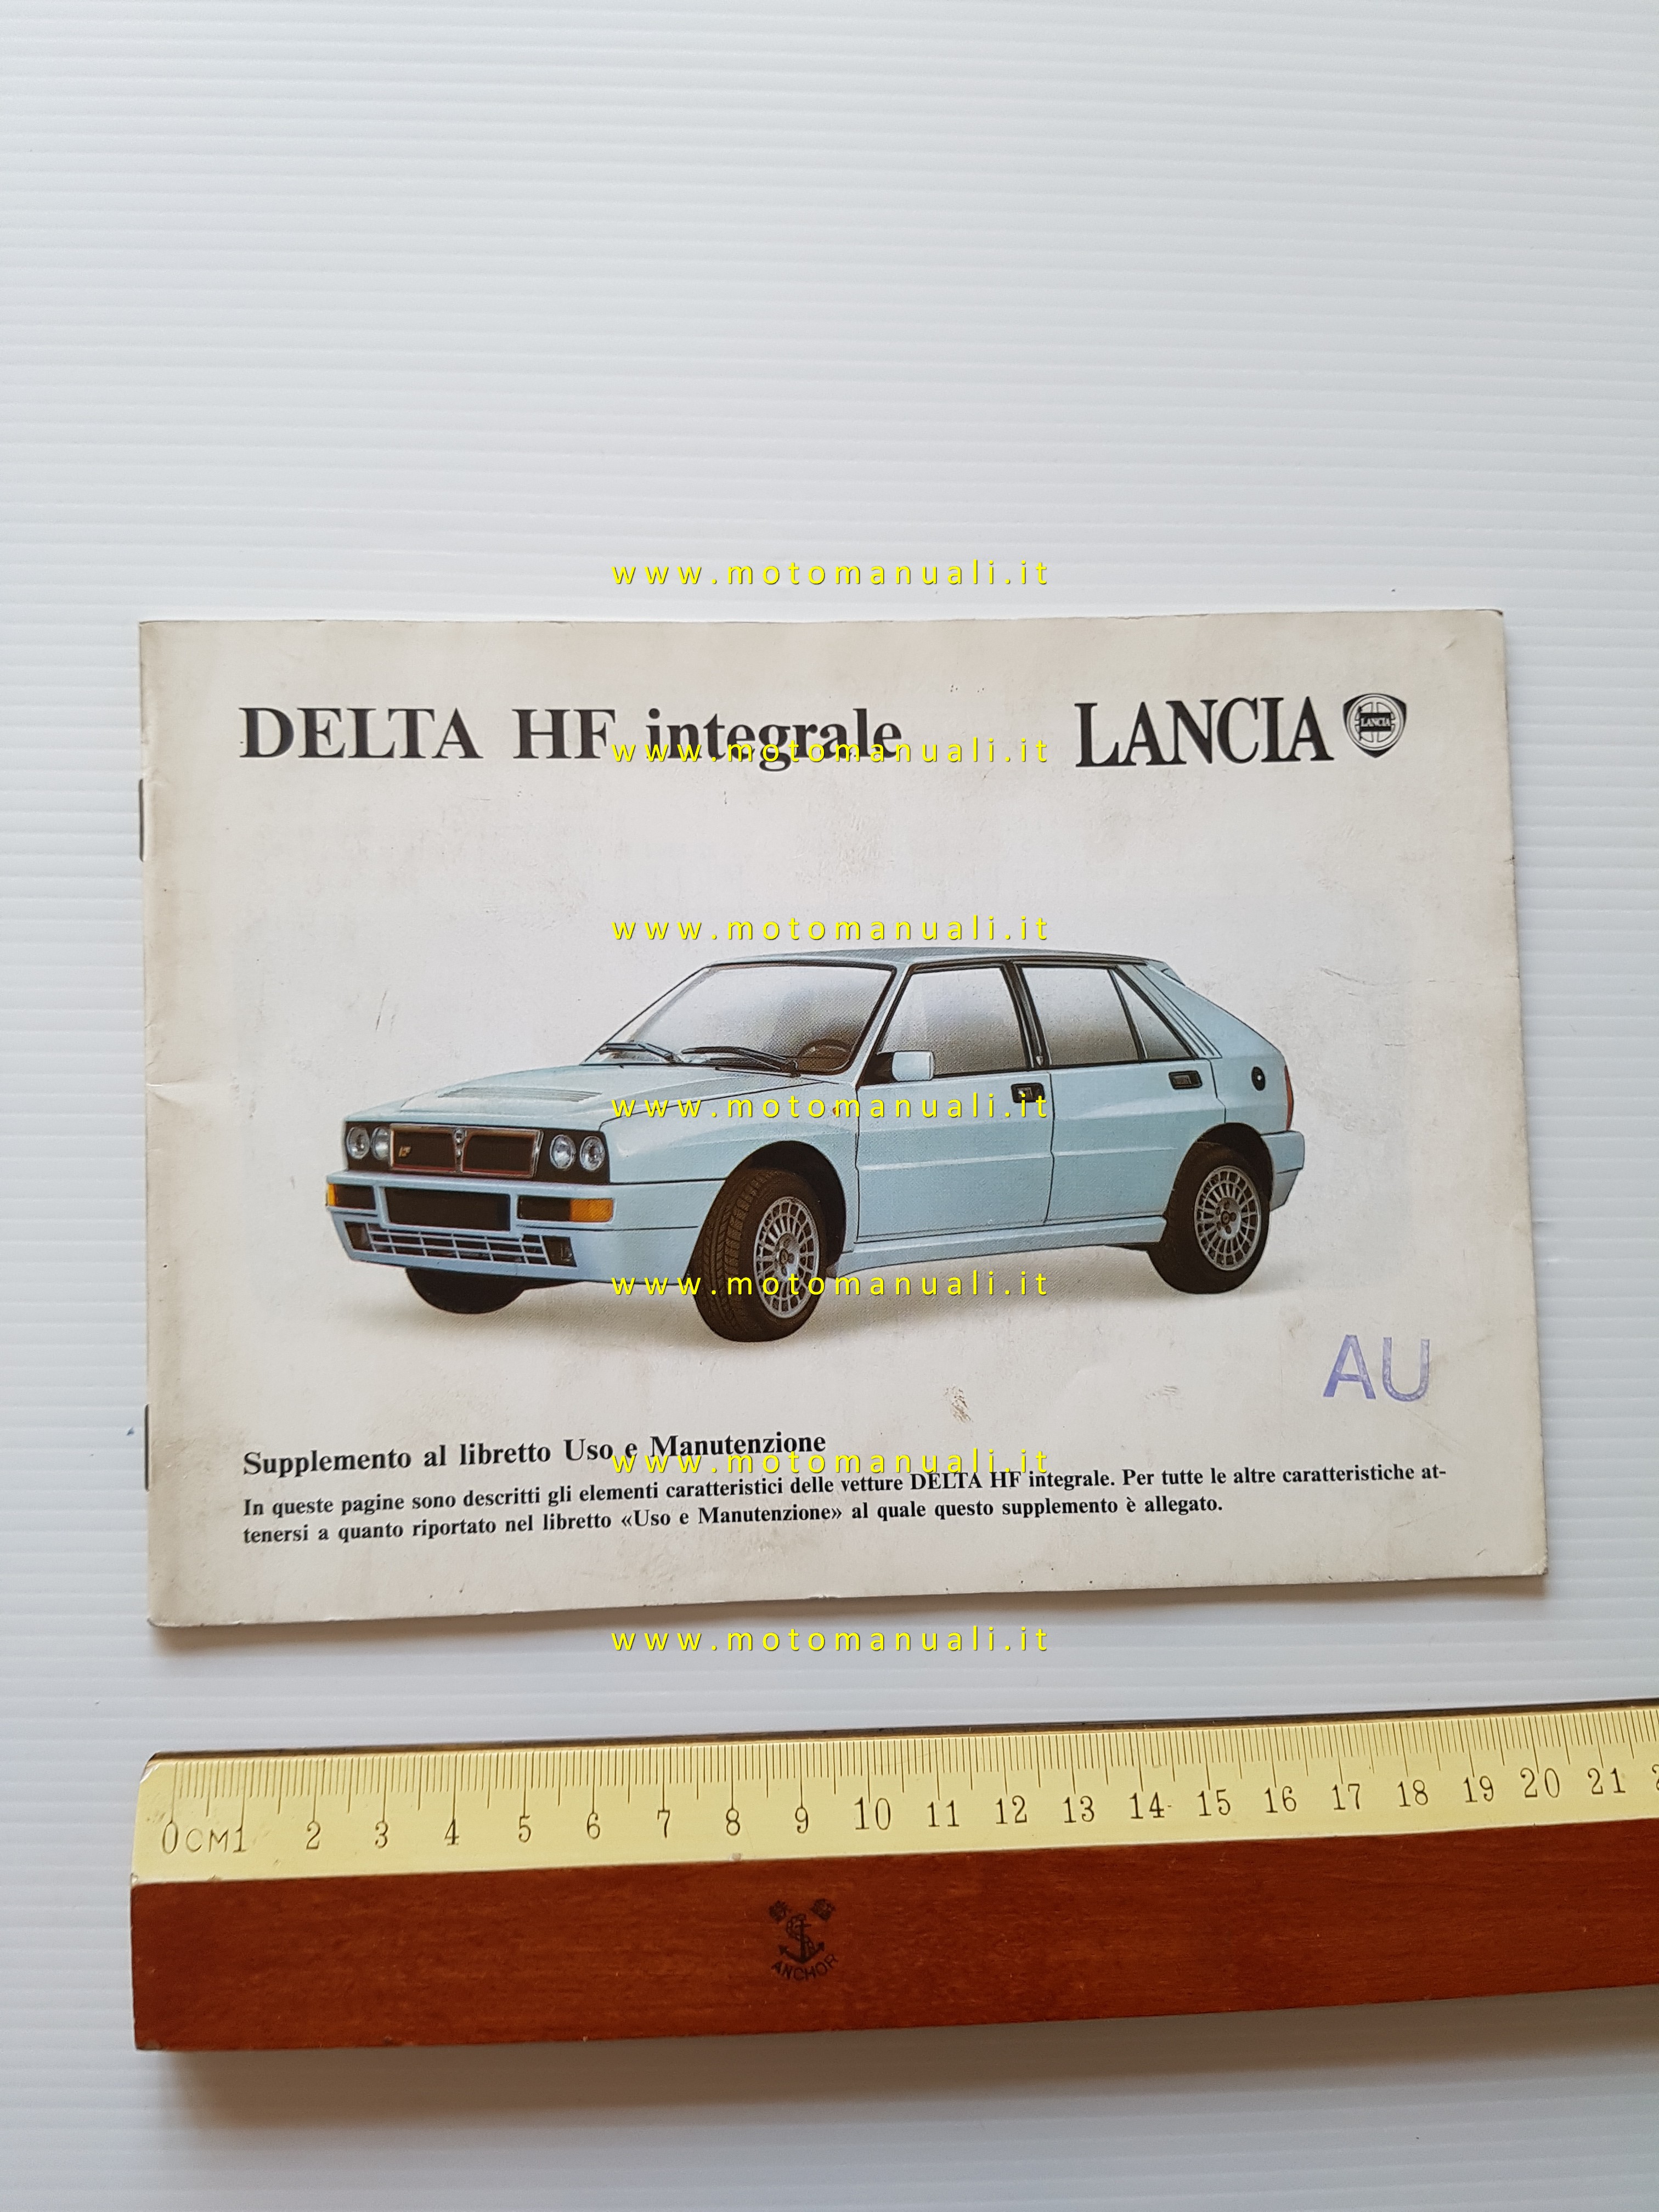 www.motomanuali.it
DELTA HF integrale LANCIA LANCIA
www.motomanuali.it
www.motomanuali.it
www.motomanuali.it
www.motomanuali.it
AU
Supplemento al libretto Uso e Manutenzione
www.motomanuali.it
In queste pagine sono descritti gli elementi caratteristici delle vetture DELTA HF integrale. Per tutte le altre caratteristiche at-
tenersi a quanto riportato nel libretto «Uso e Manutenzione» al quale questo supplemento è allegato.
www.motomanuali.it
0CM1 2 3 4 5 6 7 8 9 10 11 12 13 14 15 16 17 18 19 20 21
ANCHOR